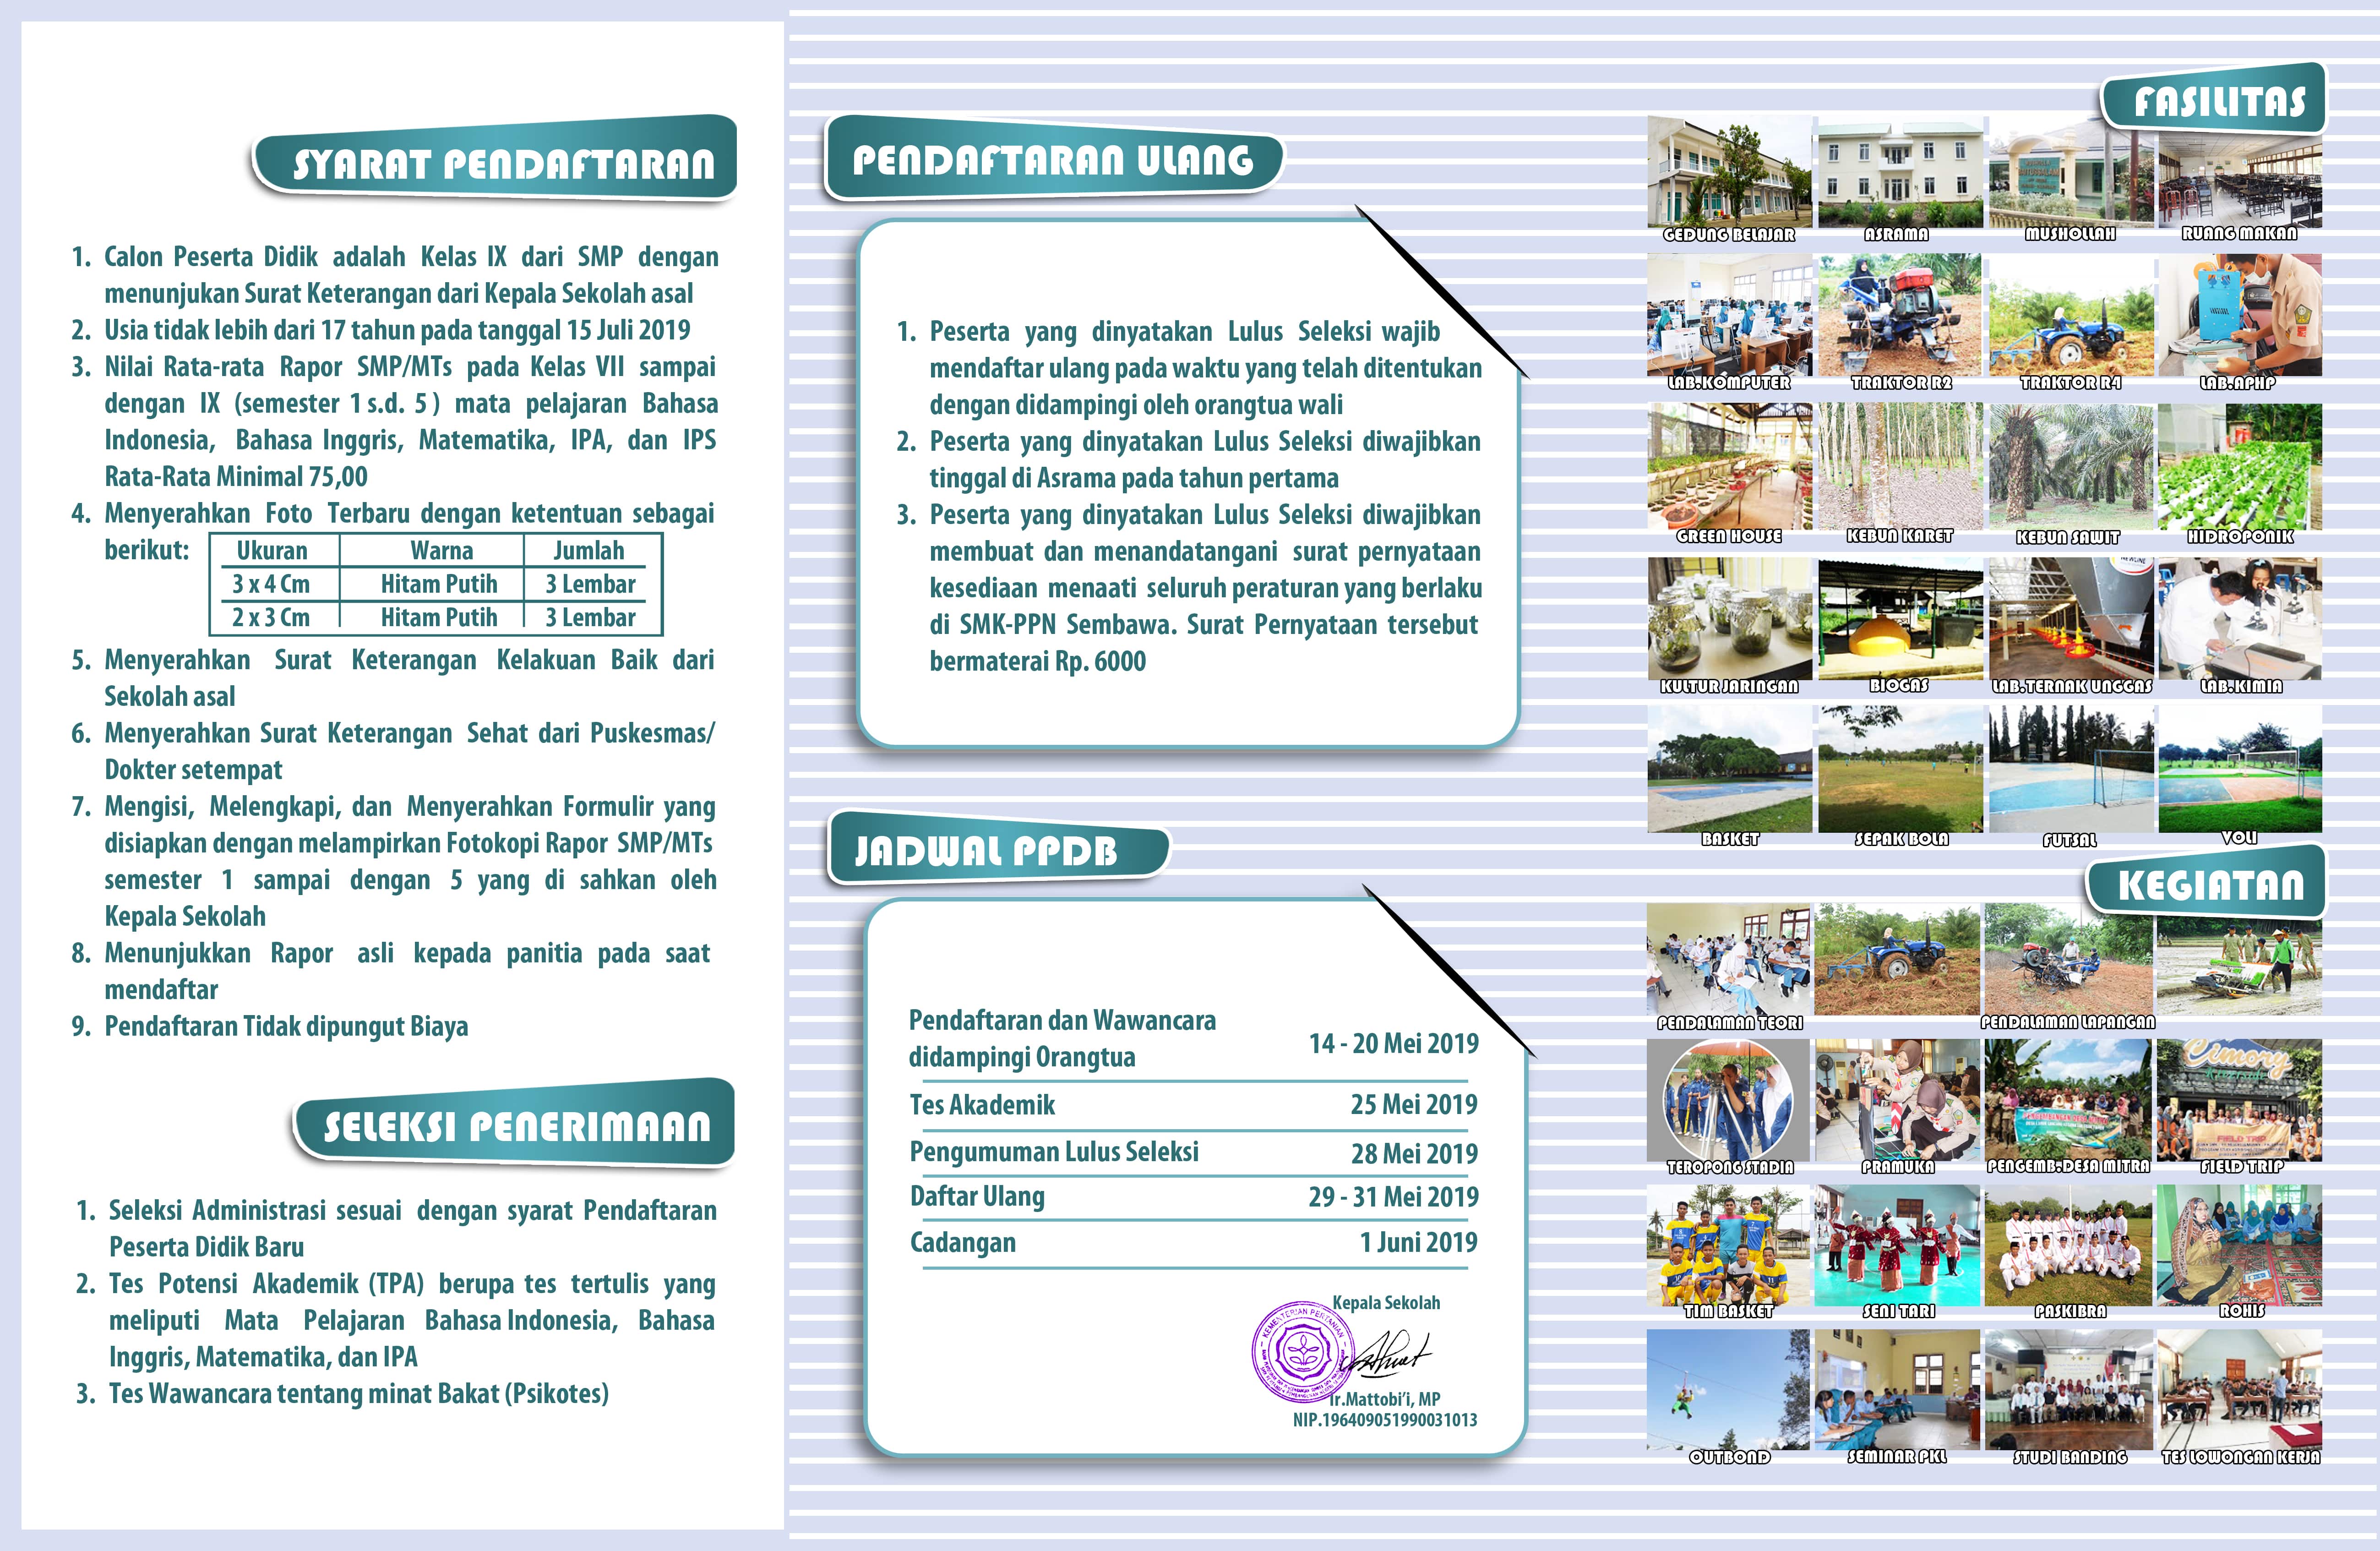 SYARAT PENDAFTARAN
1. Calon Peserta Didik adalah Kelas IX dari SMP dengan
menunjukan Surat Keterangan dari Kepala Sekolah asal
2. Usia tidak lebih dari 17 tahun pada tanggal 15 Juli 2019
3. Nilai Rata-rata Rapor SMP/MTs pada Kelas VII sampai
dengan IX (semester 1 s.d. 5 ) mata pelajaran Bahasa
Indonesia, Bahasa Inggris, Matematika, IPA, dan IPS
Rata-Rata Minimal 75,00
4. Menyerahkan Foto Terbaru dengan ketentuan sebagai
berikut:
Ukuran Warna Jumlah
3 x 4 Cm Hitam Putih 3 Lembar
2 x 3 Cm Hitam Putih 3 Lembar
5. Menyerahkan Surat Keterangan Kelakuan Baik dari
Sekolah asal
6. Menyerahkan Surat Keterangan Sehat dari Puskesmas/
Dokter setempat
7. Mengisi, Melengkapi, dan Menyerahkan Formulir yang
disiapkan dengan melampirkan Fotokopi Rapor SMP/MTs
semester 1 sampai dengan 5 yang di sahkan oleh
Kepala Sekolah
8. Menunjukkan Rapor asli kepada panitia pada saat
mendaftar
9. Pendaftaran Tidak dipungut Biaya
SELEKSI PENERIMAAN
1. Seleksi Administrasi sesuai dengan syarat Pendaftaran
Peserta Didik Baru
2. Tes Potensi Akademik (TPA) berupa tes tertulis yang
meliputi Mata Pelajaran Bahasa Indonesia, Bahasa
Inggris, Matematika, dan IPA
3. Tes Wawancara tentang minat Bakat (Psikotes)
PENDAFTARAN ULANG
1. Peserta yang dinyatakan Lulus Seleksi wajib
mendaftar ulang pada waktu yang telah ditentukan
dengan didampingi oleh orangtua wali
2. Peserta yang dinyatakan Lulus Seleksi diwajibkan
tinggal di Asrama pada tahun pertama
3. Peserta yang dinyatakan Lulus Seleksi diwajibkan
membuat dan menandatangani surat pernyataan
kesediaan menaati seluruh peraturan yang berlaku
di SMK-PPN Sembawa. Surat Pernyataan tersebut
bermaterai Rp. 6000
JADWAL PPDB
Pendaftaran dan Wawancara
didampingi Orangtua 14 - 20 Mei 2019
Tes Akademik 25 Mei 2019
Pengumuman Lulus Seleksi 28 Mei 2019
Daftar Ulang 29 - 31 Mei 2019
Cadangan 1 Juni 2019
Kepala Sekolah
KEMENTERIAN PERTANIAN
Ir.Mattobi'i, MP
NIP.196409051990031013
FASILITAS
GEDUNG BELAJAR ASRAMA MUSHOLLAH RUANG MAKAN
LAB.KOMPUTER TRAKTOR R2 TRAKTOR R4 LAB.APHP
GREEN HOUSE KEBUN KARET KEBUN SAWIT HIDROPONIK
KULTUR JARINGAN BIOGAS LAB.TERNAK UNGGAS LAB.KIMIA
BASKET SEPAK BOLA FUTSAL VOLI
KEGIATAN
PENDALAMAN TEORI PENDALAMAN LAPANGAN
Cimory
FIELD TRIP
TEROPONG STADIA PRAMUKA PENGEMB.DESA MITRA FIELD TRIP
TIM BASKET SENI TARI PASKIBRA ROHIS
OUTBOND SEMINAR PKL STUDI BANDING TES LOWONGAN KERJA